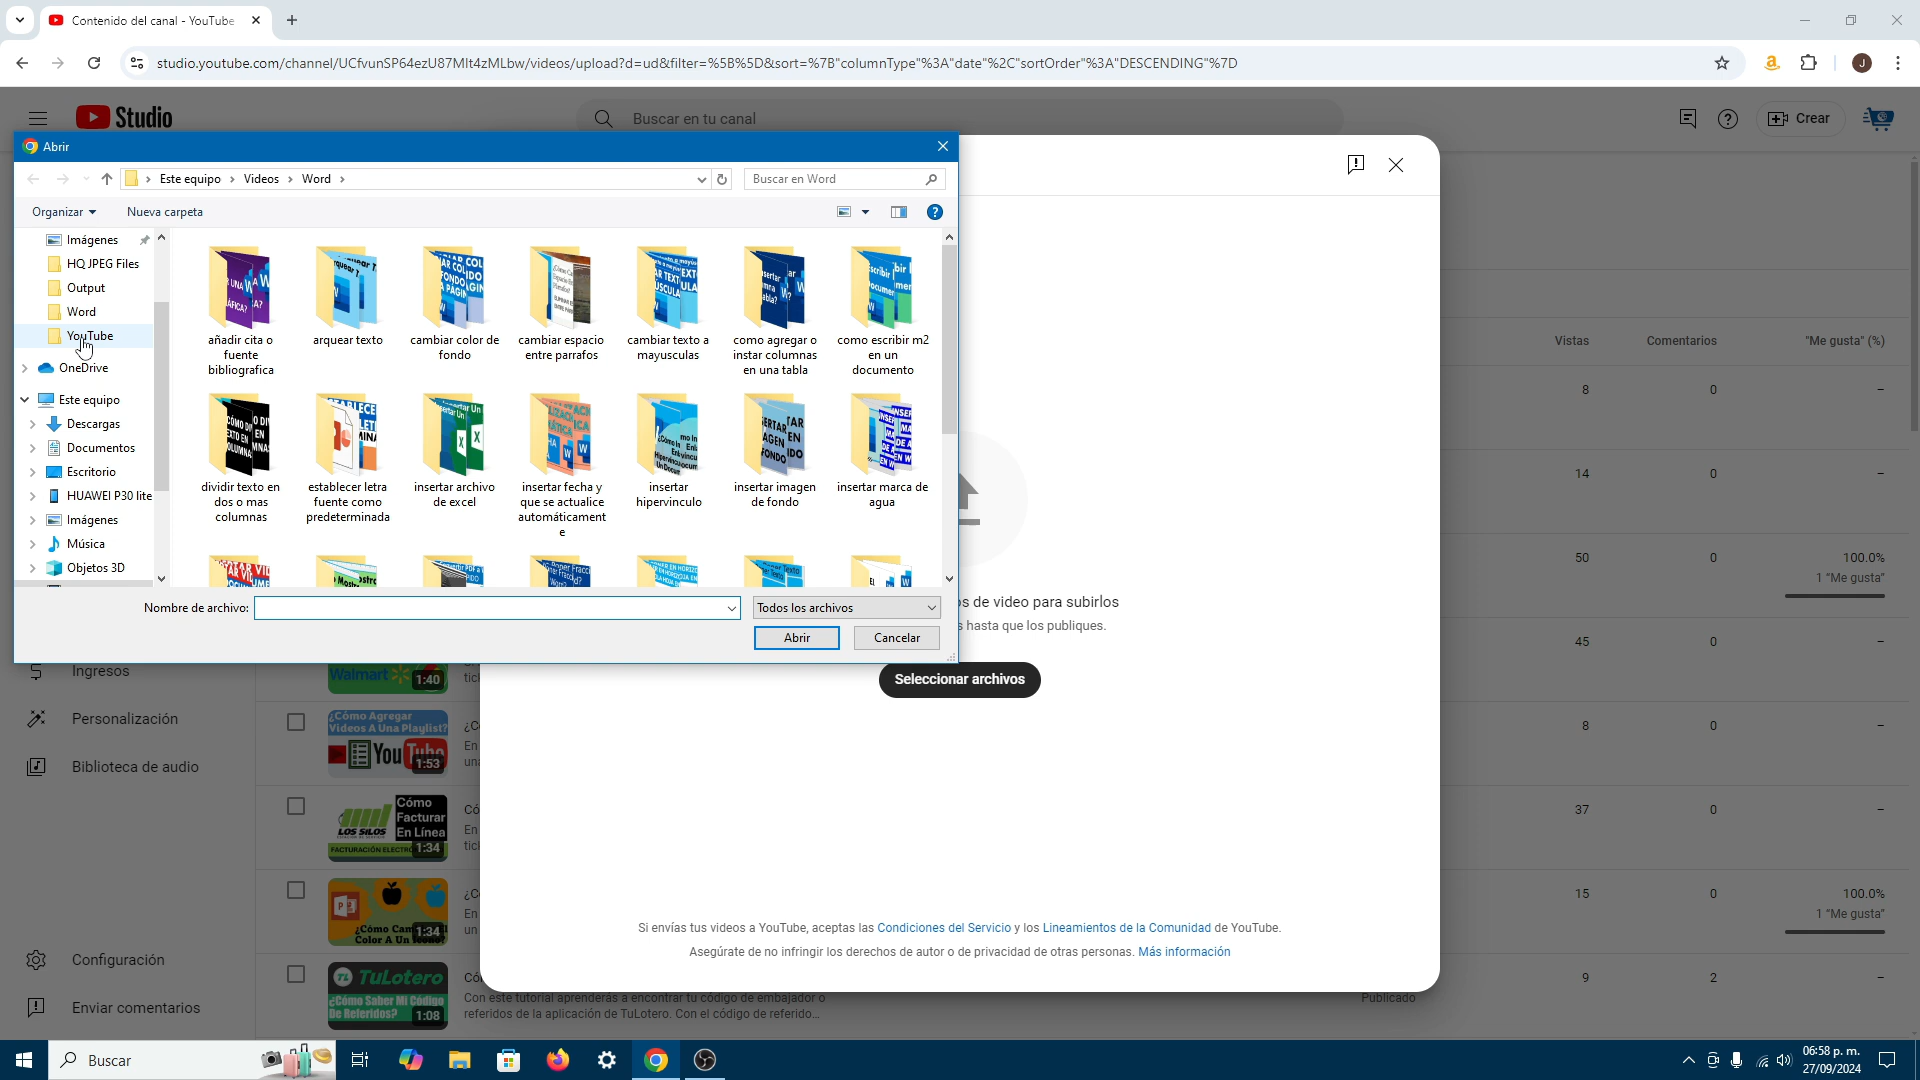 Contenido del canal - YouTube
studio.youtube.com/channel/UCfvunSP64ezU87MIt4zMLbw/videos/upload?d=ud&filter=%5B%5D&sort=%7B"columnType"%3A"date"%2C"sortOrder"%3A"DESCENDING"%7D
J
Studio
Buscar en tu canal
Crear
Abrir
Este equipo > Videos > Word >
Buscar en Word
Organizar
Nueva carpeta
Imágenes
HQ JPEG Files
Output
Word
YouTube
OneDrive
Este equipo
Descargas
Documentos
Escritorio
HUAWEI P30 lite
Imágenes
Música
Objetos 3D
añadir cita o
fuente
bibliografica
arquear texto
cambiar color de
fondo
cambiar espacio
entre parrafos
cambiar texto a
mayusculas
como agregar o
instar columnas
en una tabla
como escribir m2
en un
documento
dividir texto en
dos o mas
columnas
establecer letra
fuente como
predeterminada
insertar archivo
de excel
insertar fecha y
que se actualice
automáticament
e
insertar
hipervinculo
insertar imagen
de fondo
insertar marca de
agua
Nombre de archivo:
Todos los archivos
Abrir
Cancelar
Vistas
Comentarios
"Me gusta" (%)
8 0 –
14 0 –
50 0 100.0%
1 "Me gusta"
45 0 –
8 0 –
37 0 –
15 0 100.0%
1 "Me gusta"
9 2 –
s de video para subirlos
s hasta que los publiques.
Seleccionar archivos
Si envías tus videos a YouTube, aceptas las Condiciones del Servicio y los Lineamientos de la Comunidad de YouTube.
Asegúrate de no infringir los derechos de autor o de privacidad de otras personas. Más información
Ingresos
Personalización
Biblioteca de audio
Configuración
Enviar comentarios
Walmart
1:40
¿Cómo Agregar
Videos A Una Playlist?
YouTube
1:53
Cómo
Facturar
En Línea
LOS SILOS
FACTURACIÓN ELECTRÓ
1:34
¿Cómo Cam
Color A Un Icono?
1:34
TuLotero
¿Cómo Saber Mi Código
De Referidos?
1:08
Con este tutorial aprenderás a encontrar tu código de embajador o
referidos de la aplicación de TuLotero. Con el código de referido...
Publicado
Buscar
06:58 p. m.
27/09/2024